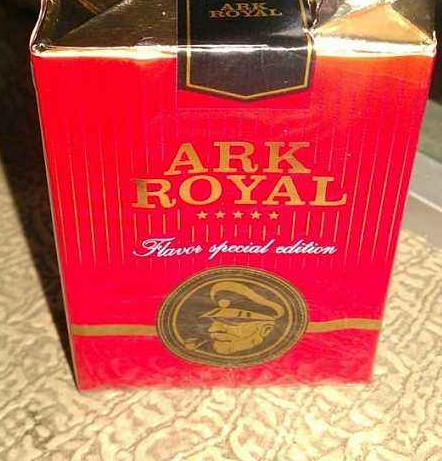 ARK
ROYAL
ARK
ROYAL
Flavor special edition